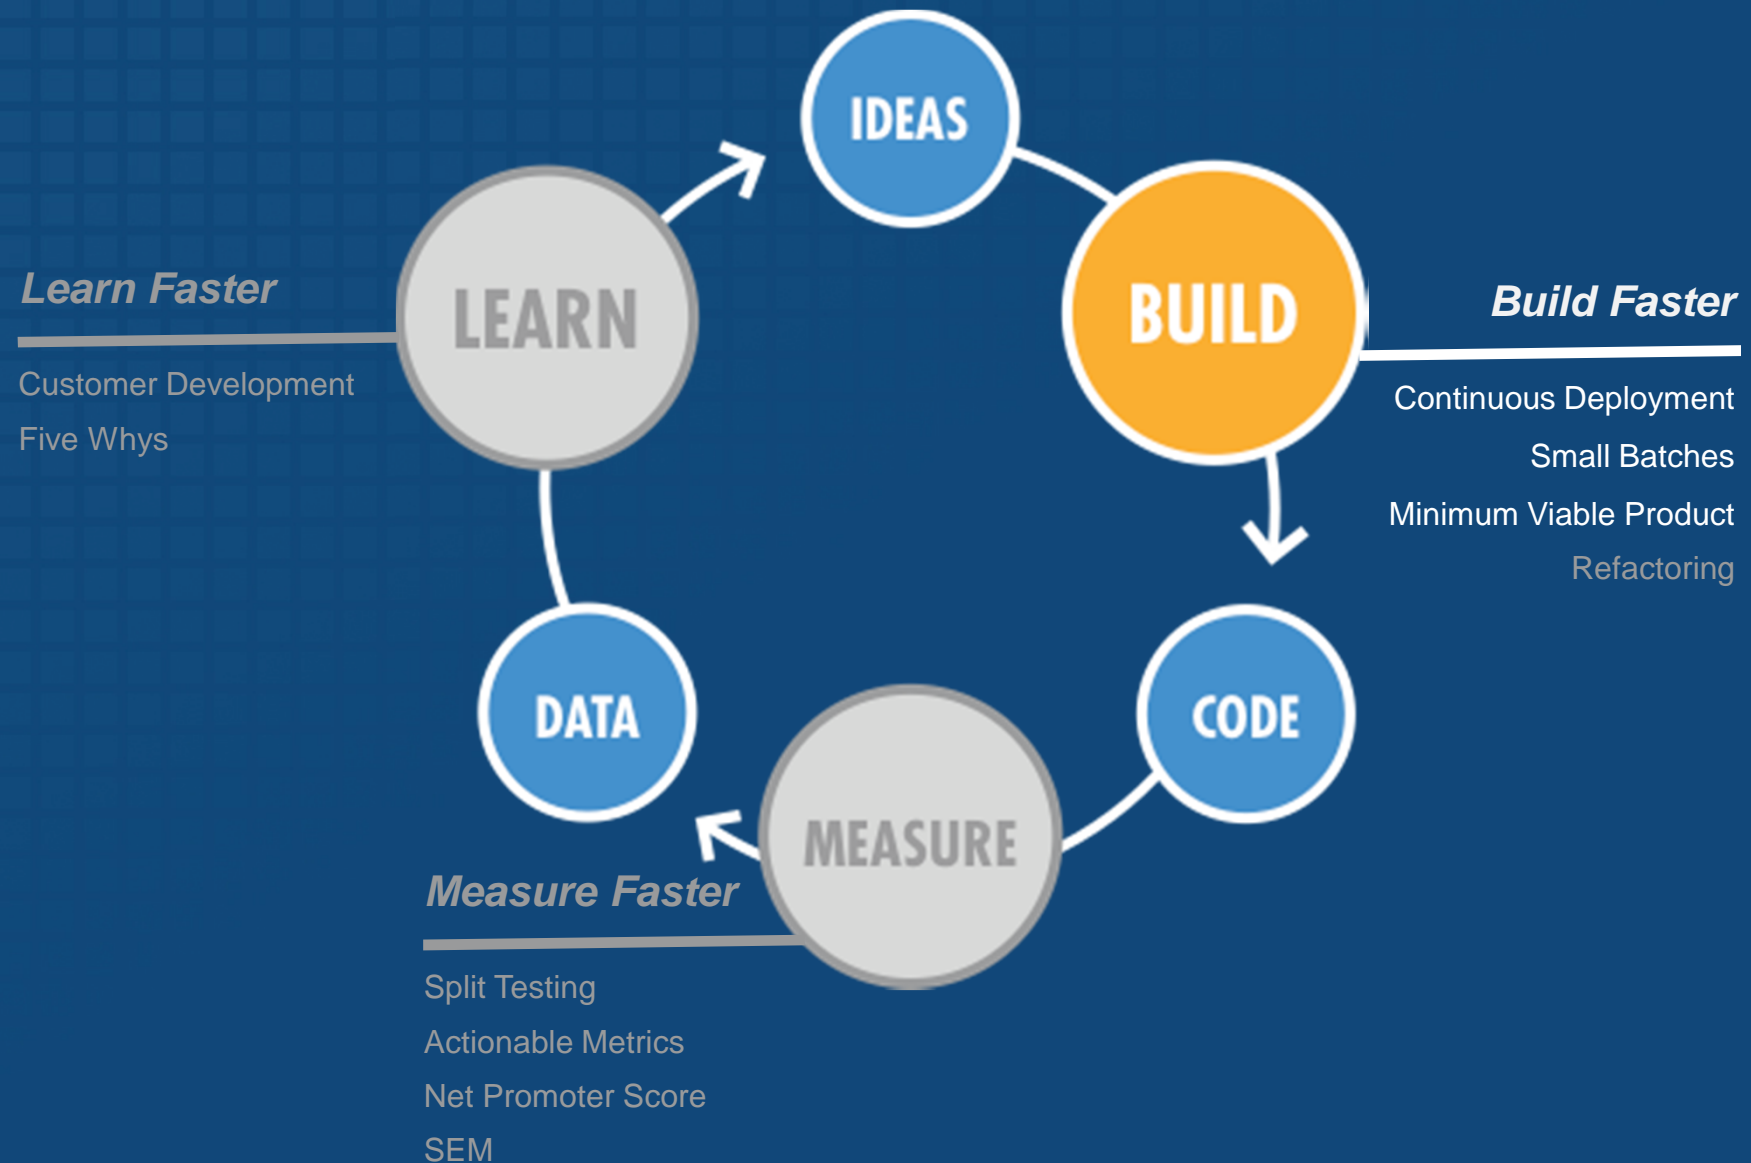 IDEAS
BUILD
Build Faster
Continuous Deployment
Small Batches
Minimum Viable Product
Refactoring
CODE
MEASURE
Measure Faster
Split Testing
Actionable Metrics
Net Promoter Score
SEM
DATA
LEARN
Learn Faster
Customer Development
Five Whys